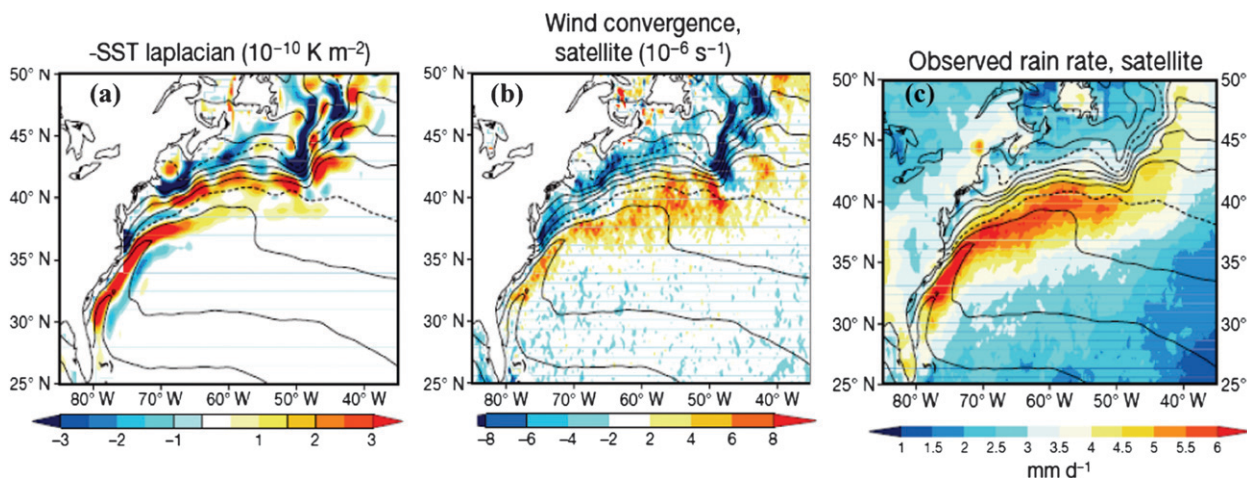 -SST laplacian (10⁻¹⁰ K m⁻²)
(a)
50° N
45° N
40° N
35° N
30° N
25° N
80° W
70° W
60° W
50° W
40° W
-3
-2
-1
1
2
3
Wind convergence,
satellite (10⁻⁶ s⁻¹)
(b)
50° N
45° N
40° N
35° N
30° N
25° N
80° W
70° W
60° W
50° W
40° W
-8
-6
-4
-2
2
4
6
8
Observed rain rate, satellite
(c)
50° N
50° N
45° N
45° N
40° N
40° N
35° N
35° N
30° N
30° N
25° N
25° N
80° W
70° W
60° W
50° W
40° W
1
1.5
2
2.5
3
3.5
4
4.5
5
5.5
6
mm d⁻¹